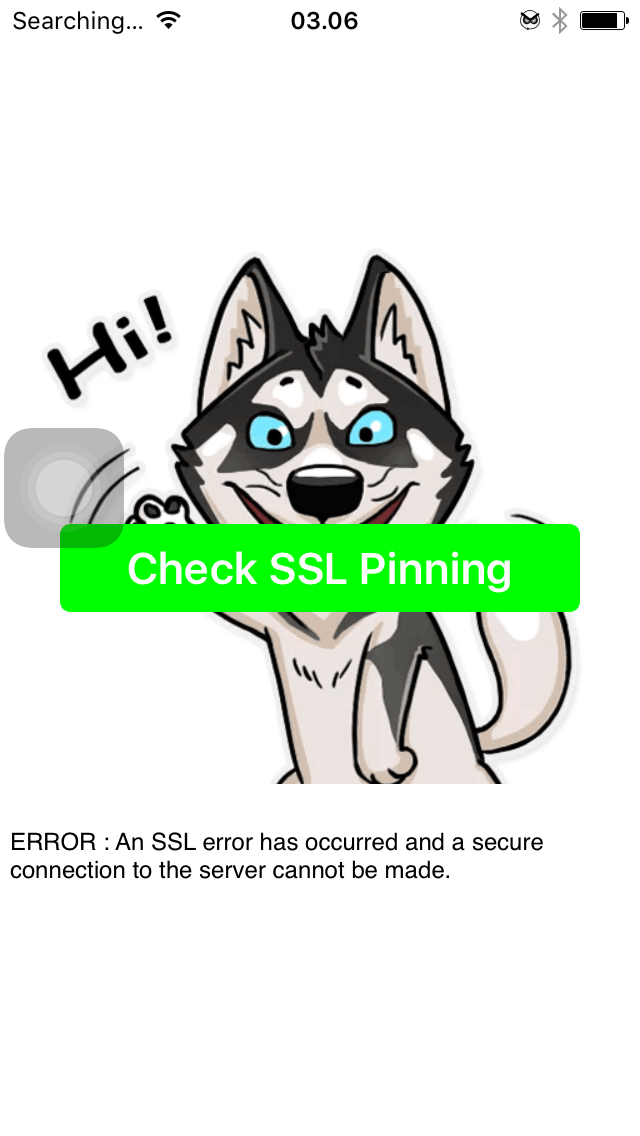 Searching... 03.06
Hi!
Check SSL Pinning
ERROR : An SSL error has occurred and a secure
connection to the server cannot be made.